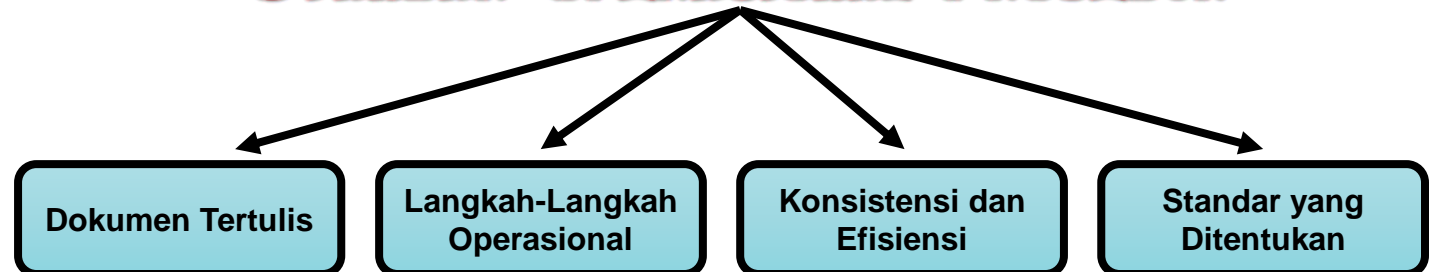 Dokumen Tertulis
Langkah-Langkah
Operasional
Konsistensi dan
Efisiensi
Standar yang
Ditentukan